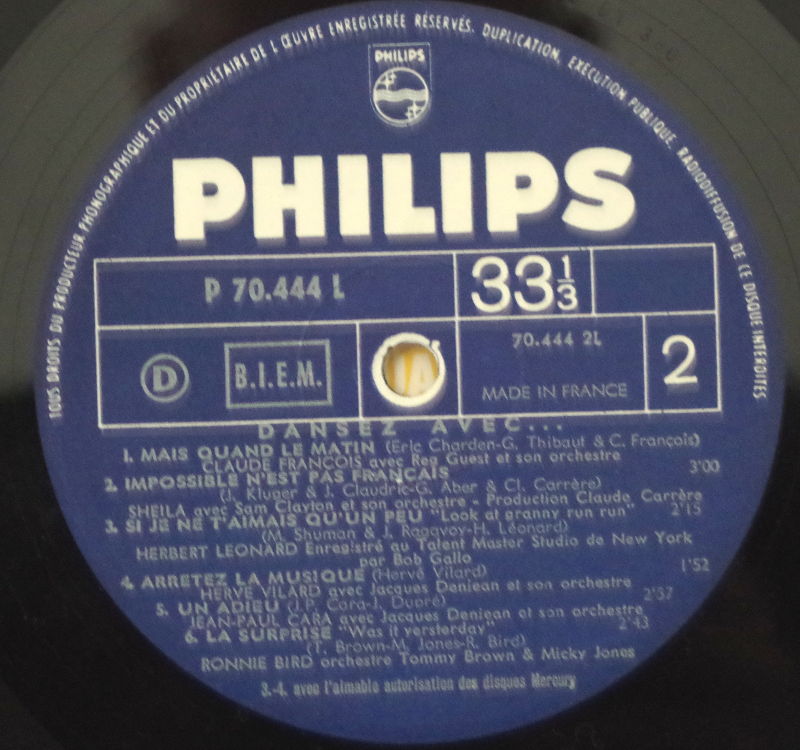 TOUS DROITS DU PRODUCTEUR PHONOGRAPHIQUE ET DU PROPRIÉTAIRE DE L'ŒUVRE ENREGISTRÉE RÉSERVÉS. DUPLICATION, EXÉCUTION PUBLIQUE, RADIODIFFUSION DE CE DISQUE INTERDITES
PHILIPS
PHILIPS
P 70.444 L
33 1/3
D
B.I.E.M.
70.444 2L
MADE IN FRANCE
2
DANSEZ AVEC...
1. MAIS QUAND LE MATIN (Eric Charden-G. Thibaut & C. François)
CLAUDE FRANÇOIS avec Reg Guest et son orchestre
3'00
2. IMPOSSIBLE N'EST PAS FRANÇAIS
(J. Kluger & J. Claudric-G. Aber & Cl. Carrère)
SHEILA avec Sam Clayton et son orchestre - Production Claude Carrère
2'15
3. SI JE NE T'AIMAIS QU'UN PEU "Look at granny run run"
(M. Shuman & J. Ragavoy-H. Léonard)
HERBERT LEONARD Enregistré au Talent Master Studio de New York
par Bob Gallo
1'52
4. ARRETEZ LA MUSIQUE (Hervé Vilard)
HERVE VILARD avec Jacques Denjean et son orchestre
2'57
5. UN ADIEU (J.P. Cara-J. Dupré)
JEAN-PAUL CARA avec Jacques Denjean et son orchestre
2'43
6. LA SURPRISE "Was it yersterday"
(T. Brown-M. Jones-R. Bird)
RONNIE BIRD orchestre Tommy Brown & Micky Jones
3.-4. avec l'aimable autorisation des disques Mercury